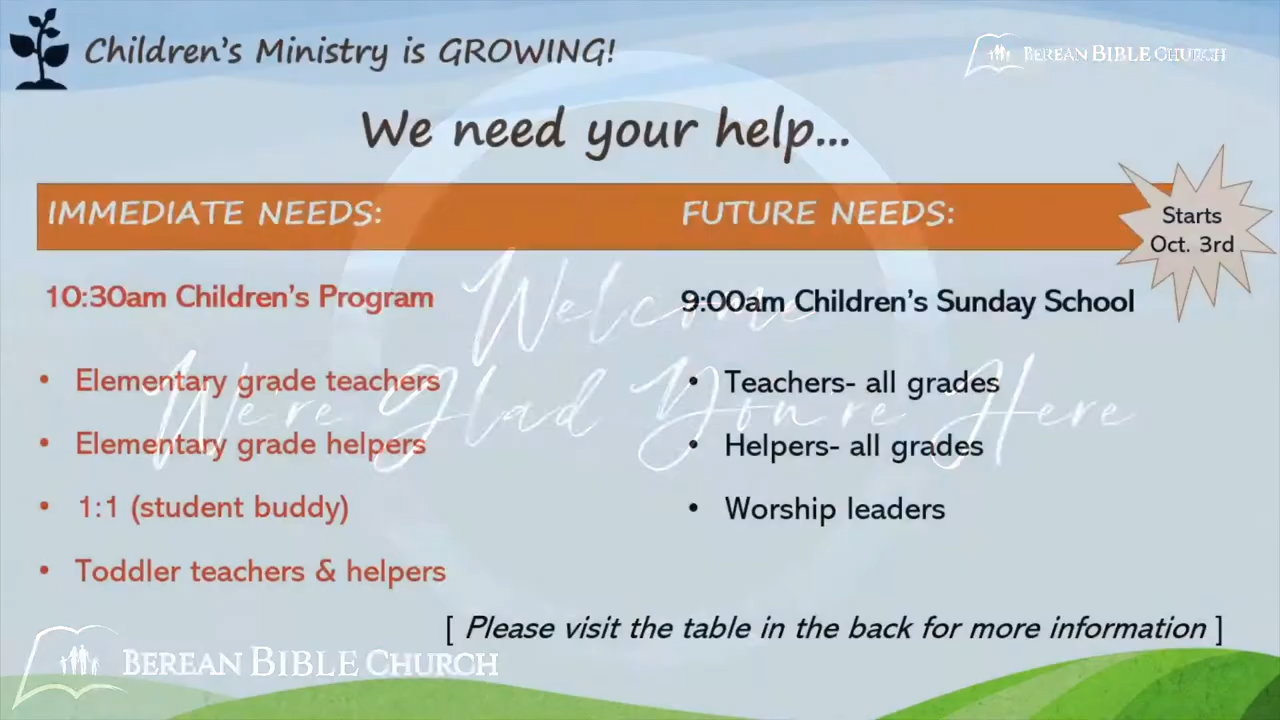 Children's Ministry is GROWING!
BEREAN BIBLE CHURCH
We need your help...
IMMEDIATE NEEDS:
FUTURE NEEDS:
Starts
Oct. 3rd
10:30am Children's Program
• Elementary grade teachers
• Elementary grade helpers
• 1:1 (student buddy)
• Toddler teachers & helpers
9:00am Children's Sunday School
• Teachers- all grades
• Helpers- all grades
• Worship leaders
Welcome
We're Glad You're Here
[ Please visit the table in the back for more information ]
BEREAN BIBLE CHURCH